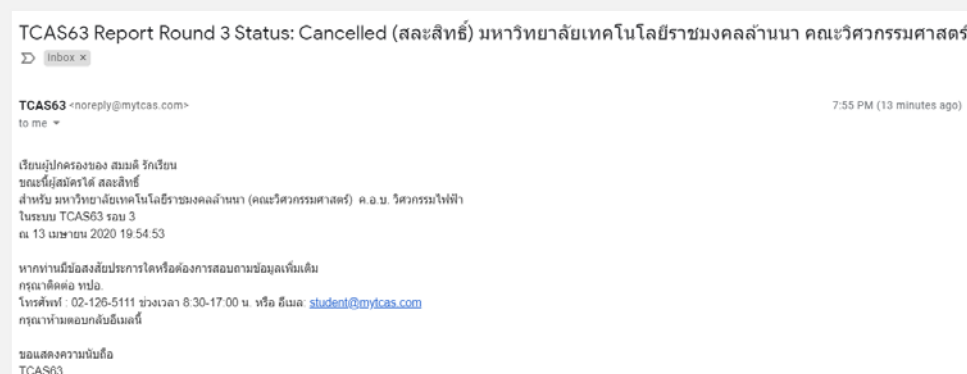 TCAS63 Report Round 3 Status: Cancelled (สละสิทธิ์) มหาวิทยาลัยเทคโนโลยีราชมงคลล้านนา คณะวิศวกรรมศาสตร์
Inbox ×
TCAS63 <noreply@mytcas.com> 7:55 PM (13 minutes ago)
to me
เรียนผู้ปกครองของ สมมติ รักเรียน
ขณะนี้ผู้สมัครได้ สละสิทธิ์
สำหรับ มหาวิทยาลัยเทคโนโลยีราชมงคลล้านนา (คณะวิศวกรรมศาสตร์) ค.อ.บ. วิศวกรรมไฟฟ้า
ในระบบ TCAS63 รอบ 3
ณ 13 เมษายน 2020 19:54:53
หากท่านมีข้อสงสัยประการใดหรือต้องการสอบถามข้อมูลเพิ่มเติม
กรุณาติดต่อ ทปอ.
โทรศัพท์ : 02-126-5111 ช่วงเวลา 8:30-17:00 น. หรือ อีเมล: student@mytcas.com
กรุณาห้ามตอบกลับอีเมลนี้
ขอแสดงความนับถือ
TCAS63